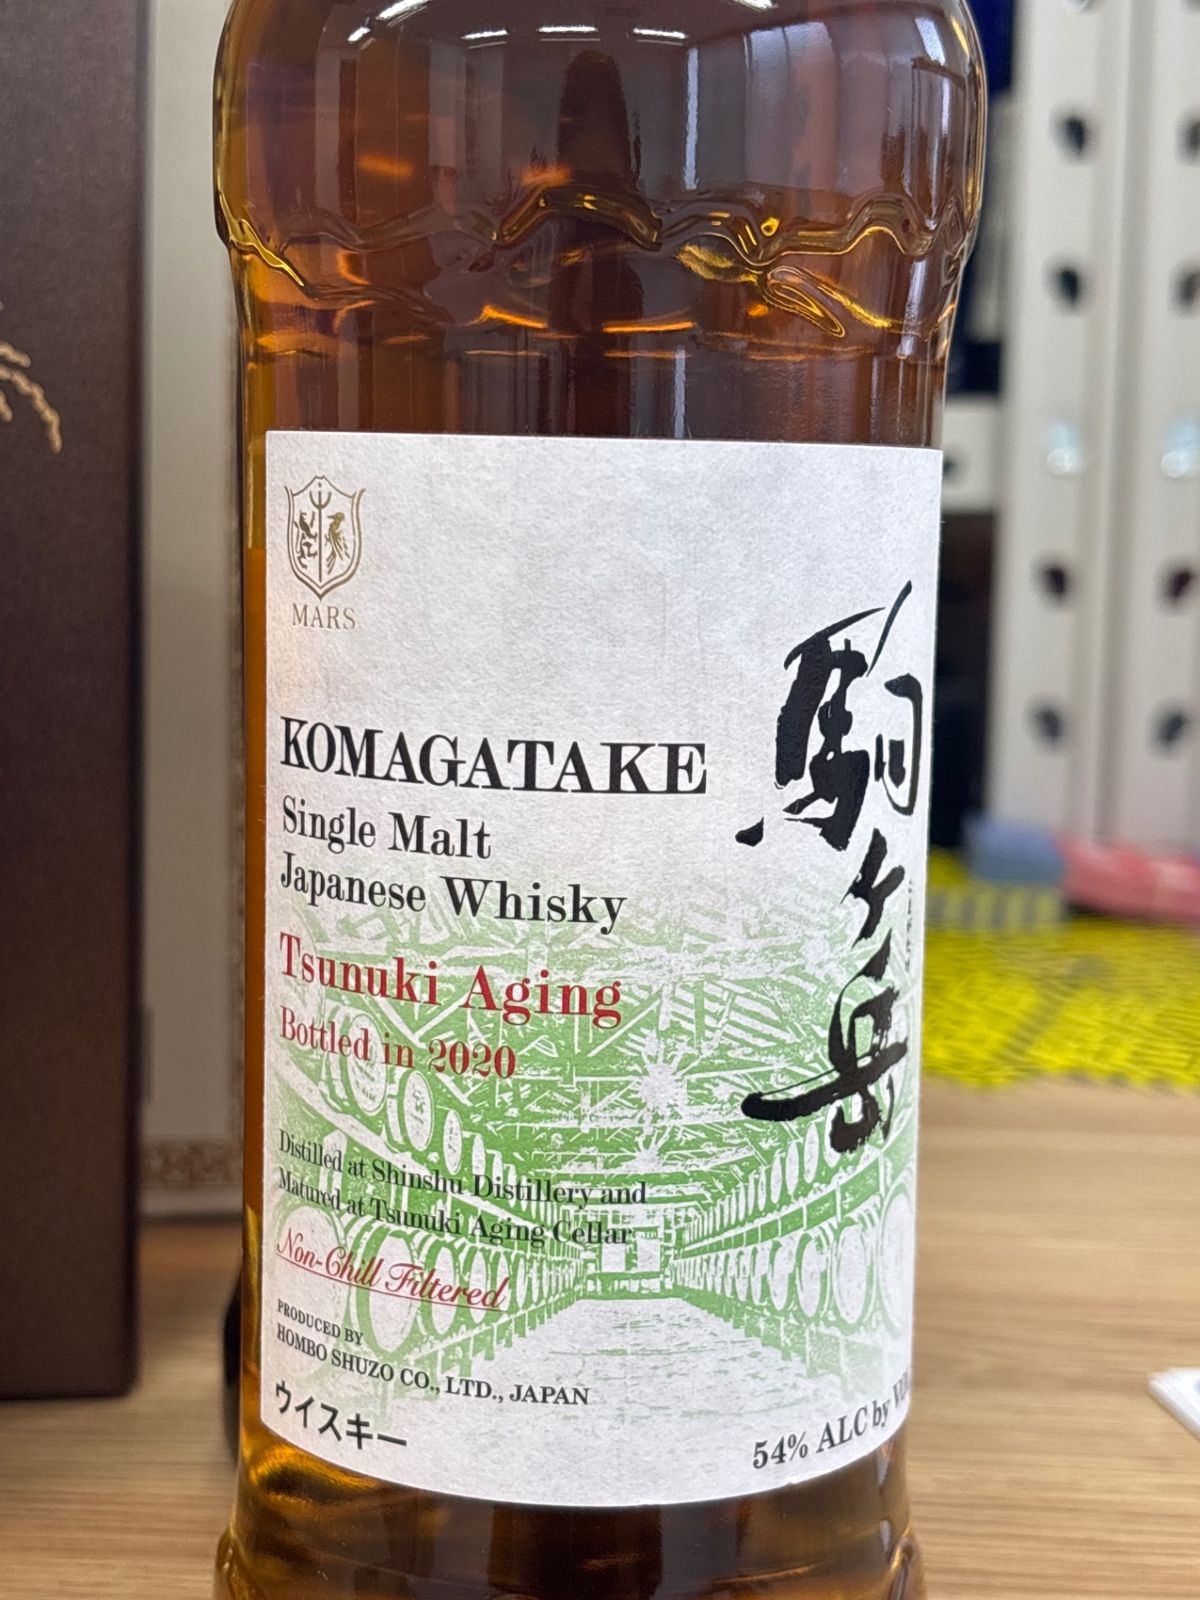 MARS
KOMAGATAKE
Single Malt
Japanese Whisky
Tsunuki Aging
Bottled in 2020
駒ヶ岳
Distilled at Shinshu Distillery and
Matured at Tsunuki Aging Cellar
Non-Chill Filtered
PRODUCED BY
HOMBO SHUZO CO., LTD., JAPAN
ウイスキー
54% ALC by